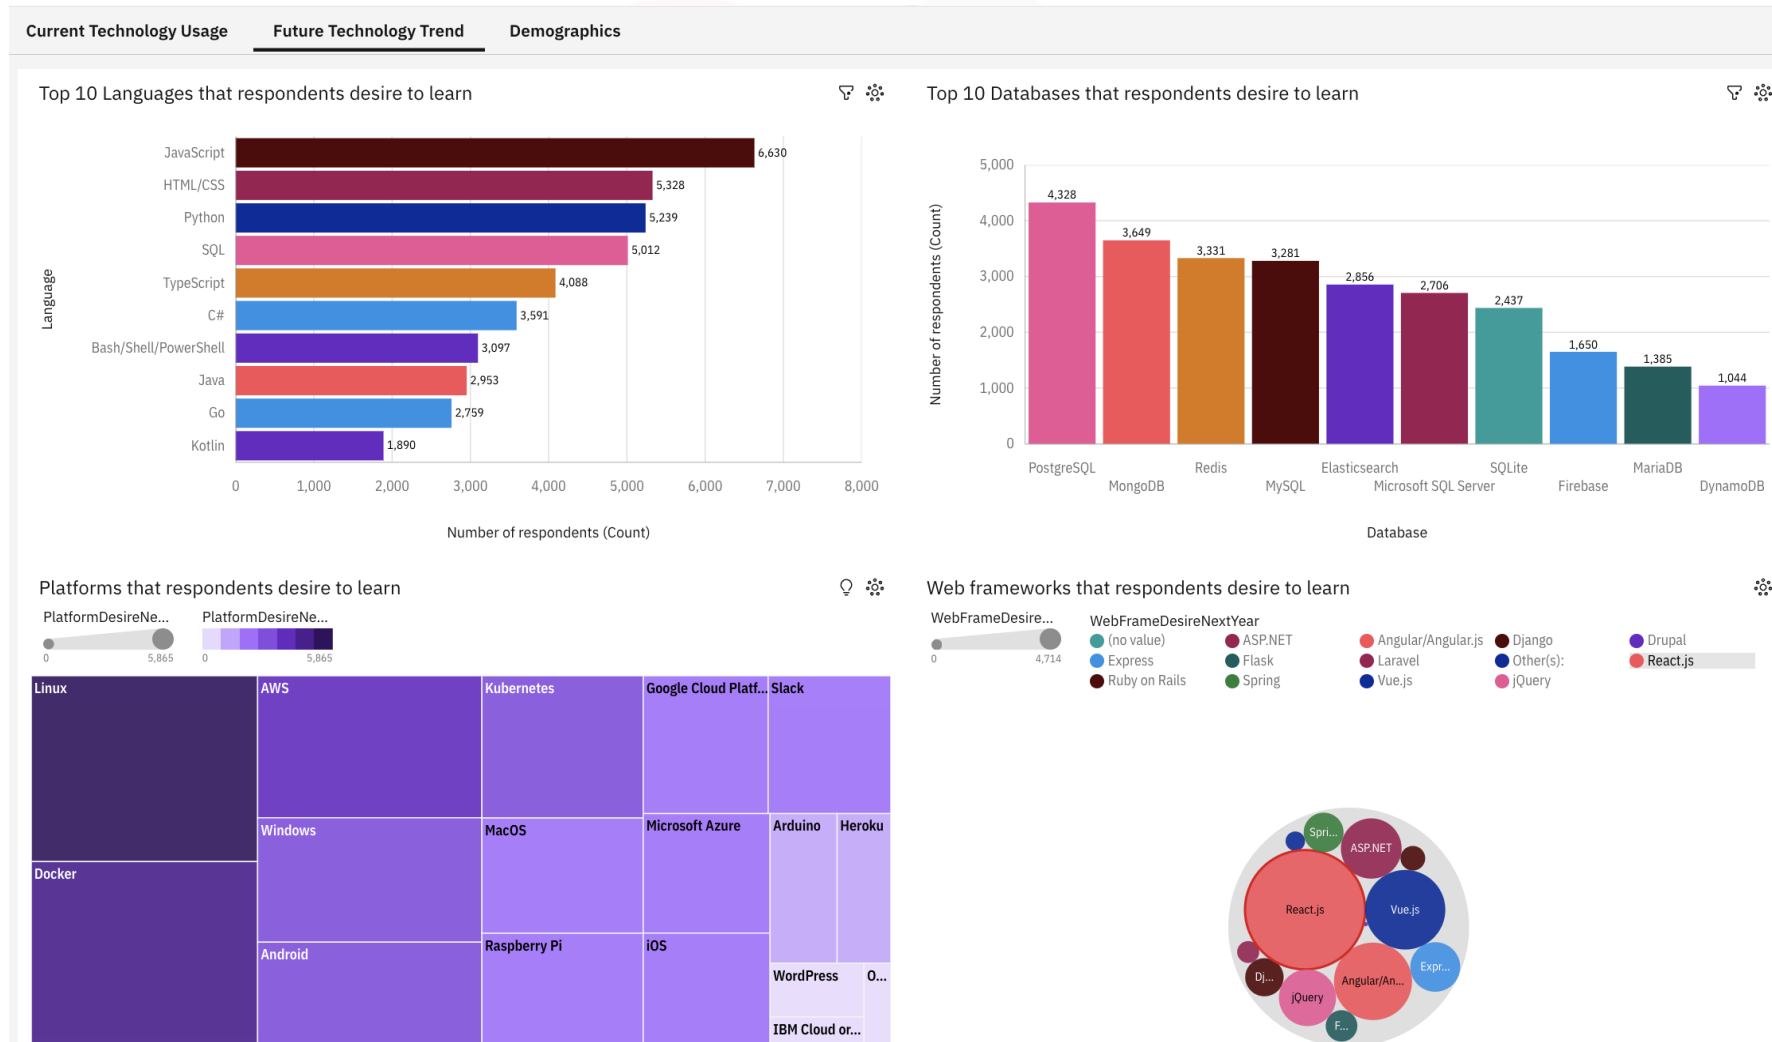 Current Technology Usage Future Technology Trend Demographics
Top 10 Languages that respondents desire to learn
Language
JavaScript 6,630
HTML/CSS 5,328
Python 5,239
SQL 5,012
TypeScript 4,088
C# 3,591
Bash/Shell/PowerShell 3,097
Java 2,953
Go 2,759
Kotlin 1,890
0 1,000 2,000 3,000 4,000 5,000 6,000 7,000 8,000
Number of respondents (Count)
Top 10 Databases that respondents desire to learn
Number of respondents (Count)
5,000
4,000
3,000
2,000
1,000
0
4,328 3,649 3,331 3,281 2,856 2,706 2,437 1,650 1,385 1,044
PostgreSQL Redis Elasticsearch SQLite MariaDB
MongoDB MySQL Microsoft SQL Server Firebase DynamoDB
Database
Platforms that respondents desire to learn
PlatformDesireNe... PlatformDesireNe...
0 5,865 0 5,865
Linux AWS Kubernetes Google Cloud Platf... Slack
Windows MacOS Microsoft Azure Arduino Heroku
Docker
Android Raspberry Pi iOS
WordPress O...
IBM Cloud or...
Web frameworks that respondents desire to learn
WebFrameDesire... WebFrameDesireNextYear
0 4,714
(no value) ASP.NET Angular/Angular.js Django Drupal
Express Flask Laravel Other(s): React.js
Ruby on Rails Spring Vue.js jQuery
Spri...
ASP.NET
React.js Vue.js
Expr...
Dj... Angular/An...
jQuery
F...